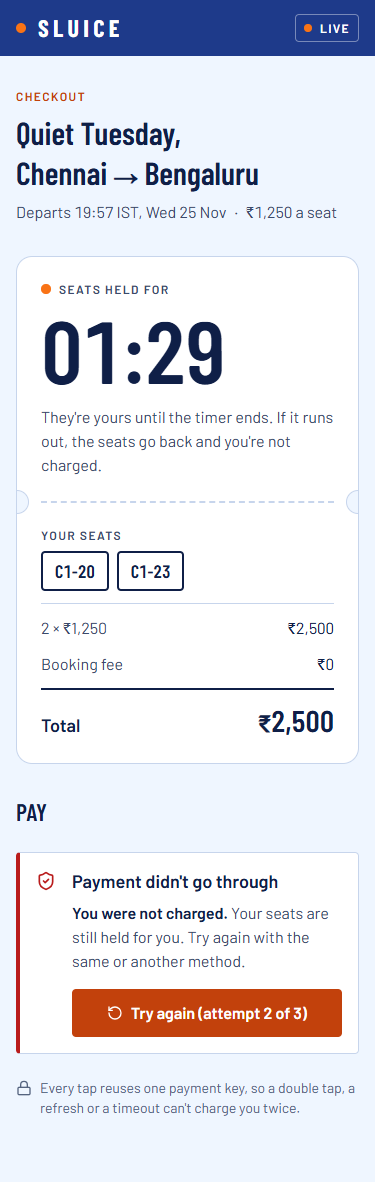 SLUICE
LIVE
CHECKOUT
Quiet Tuesday,
Chennai → Bengaluru
Departs 19:57 IST, Wed 25 Nov · ₹1,250 a seat
SEATS HELD FOR
01:29
They're yours until the timer ends. If it runs
out, the seats go back and you're not
charged.
YOUR SEATS
C1-20 C1-23
2 × ₹1,250 ₹2,500
Booking fee ₹0
Total ₹2,500
PAY
Payment didn't go through
You were not charged. Your seats are
still held for you. Try again with the
same or another method.
Try again (attempt 2 of 3)
Every tap reuses one payment key, so a double tap, a
refresh or a timeout can't charge you twice.